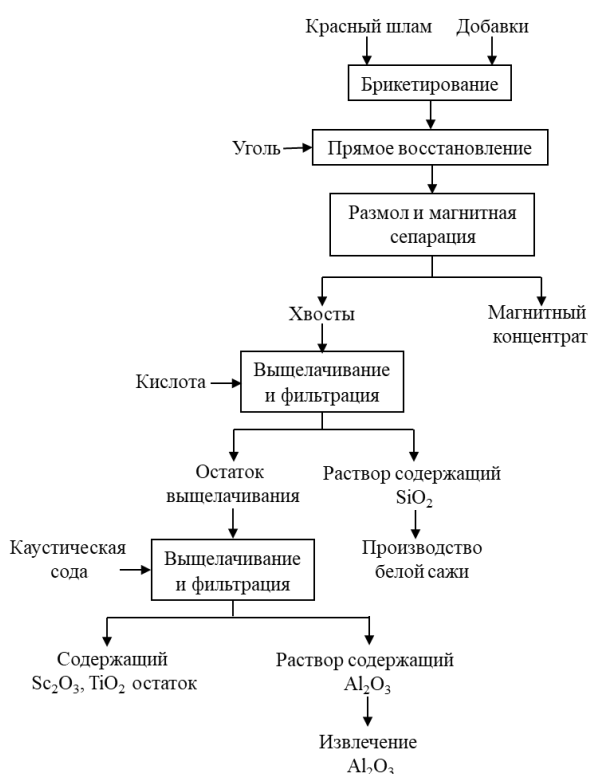 Красный шлам
Добавки
Брикетирование
Уголь
Прямое восстановление
Размол и магнитная
сепарация
Хвосты
Магнитный
концентрат
Кислота
Выщелачивание
и фильтрация
Остаток
выщелачивания
Раствор содержащий
SiO₂
Каустическая
сода
Выщелачивание
и фильтрация
Производство
белой сажи
Содержащий
Sc₂O₃, TiO₂ остаток
Раствор содержащий
Al₂O₃
Извлечение
Al₂O₃